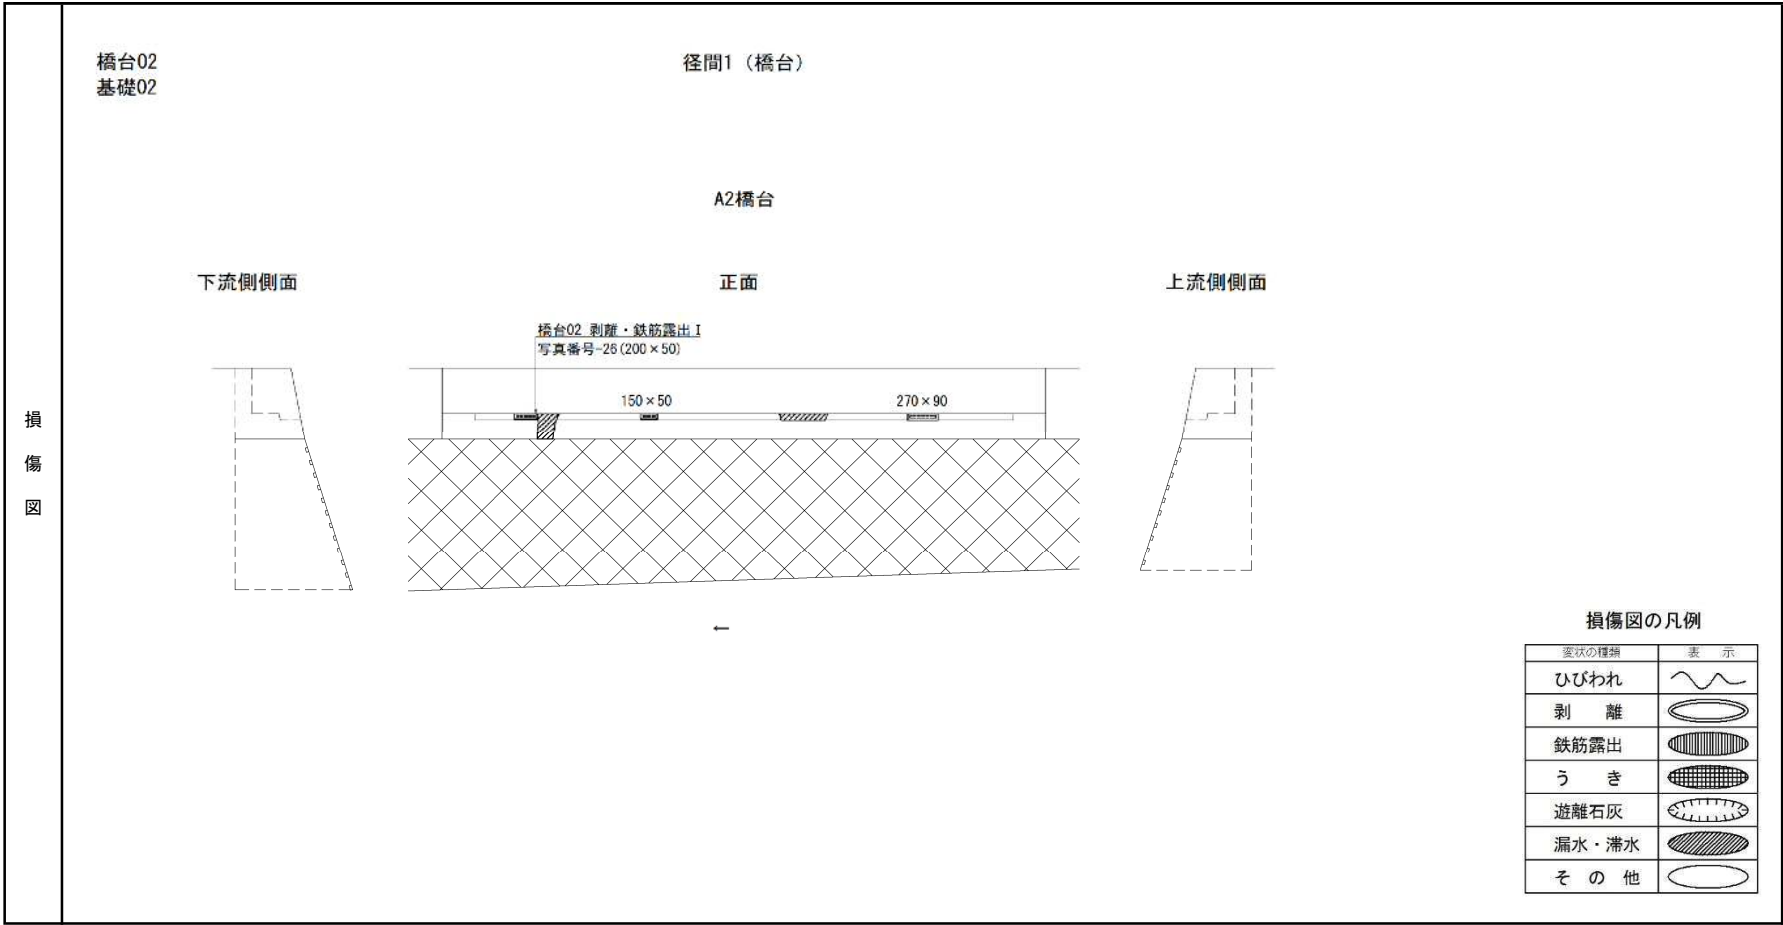 損傷図
橋台02
基礎02
径間1（橋台）
A2橋台
下流側側面
正面
上流側側面
橋台02 剥離・鉄筋露出Ⅰ
写真番号-26(200×50)
150×50
270×90
←
損傷図の凡例
変状の種類 表 示
ひびわれ
剥 離
鉄筋露出
う き
遊離石灰
漏水・滞水
そ の 他